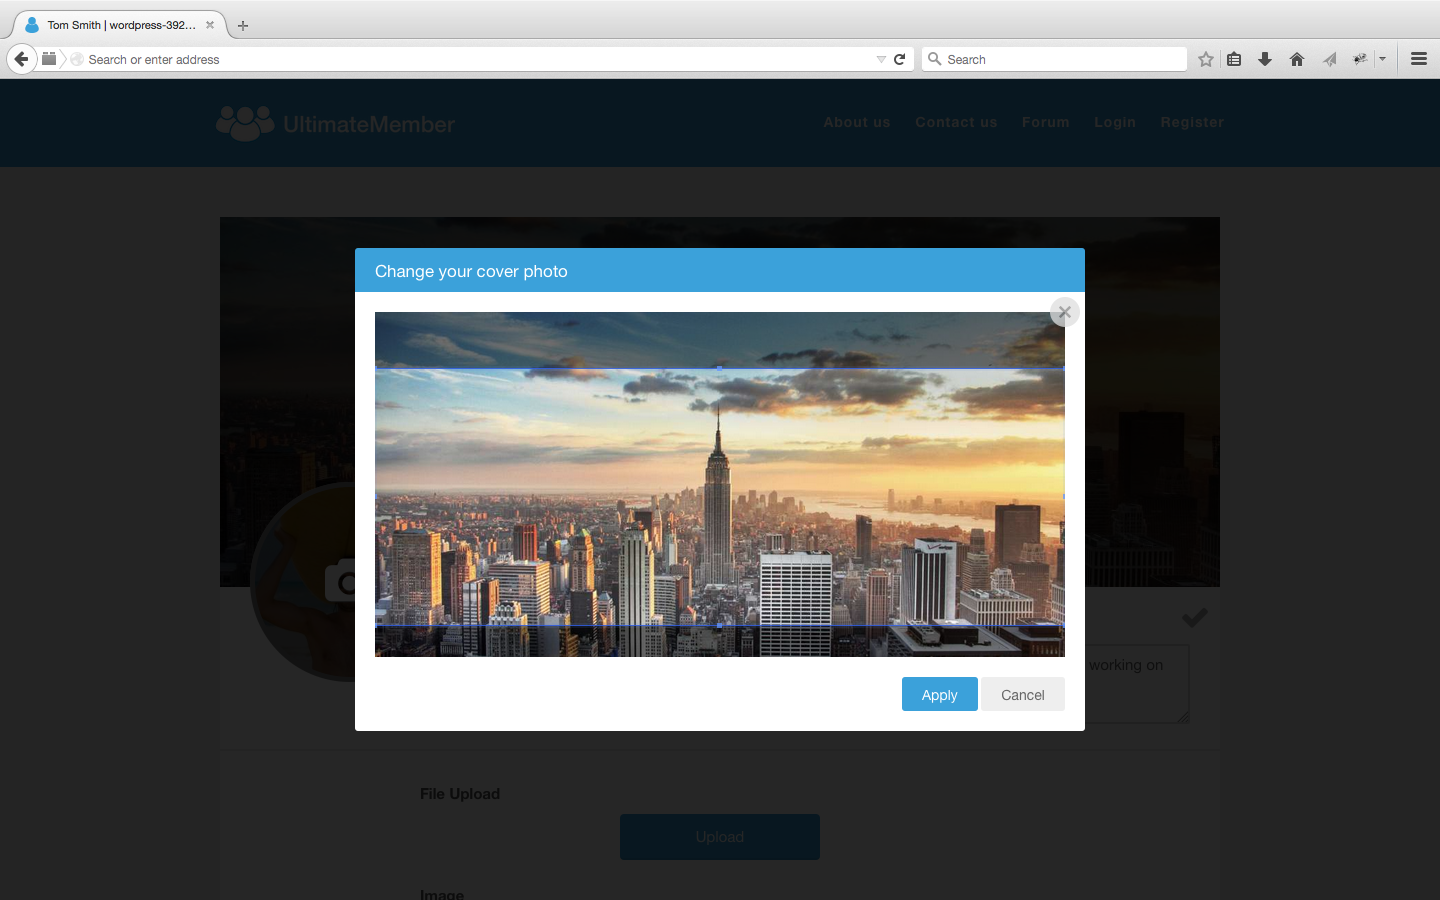 Tom Smith | wordpress-392...
Search or enter address
Search
UltimateMember
About us
Contact us
Forum
Login
Register
Change your cover photo
working on
Apply
Cancel
File Upload
Upload
Image